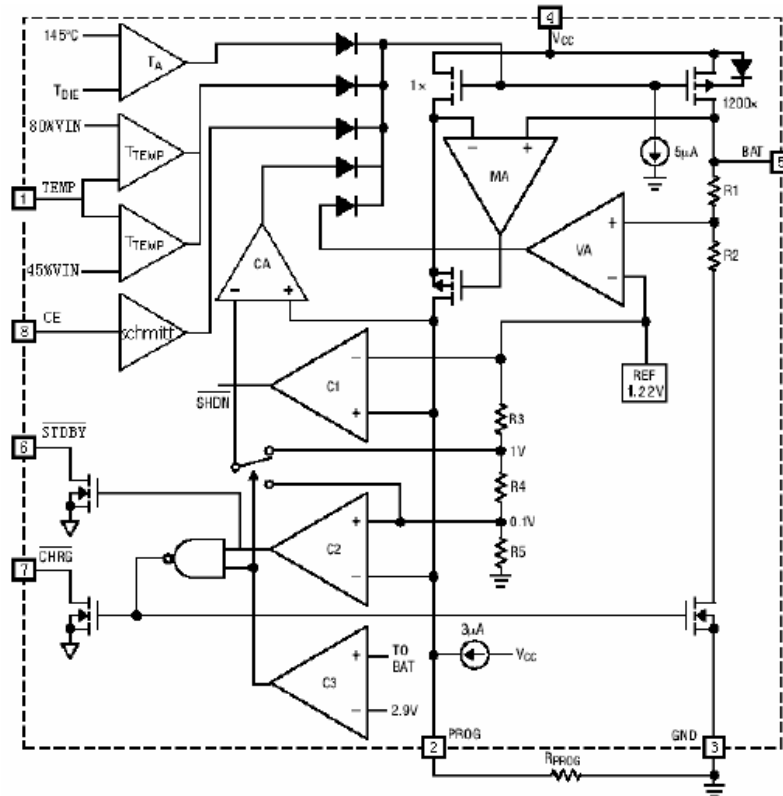 4
145°C
VCC
TA
TDIE
1×
1200×
80%VIN
TTEMP
5μA
BAT
5
MA
1
TEMP
R1
TTEMP
VA
R2
CA
45%VIN
8
CE
schmitt
C1
SHDN
REF
1.22V
R3
STDBY
1V
6
R4
0.1V
C2
R5
CHRG
7
3μA
VCC
TO
BAT
C3
2.9V
PROG
GND
2
3
RPROG